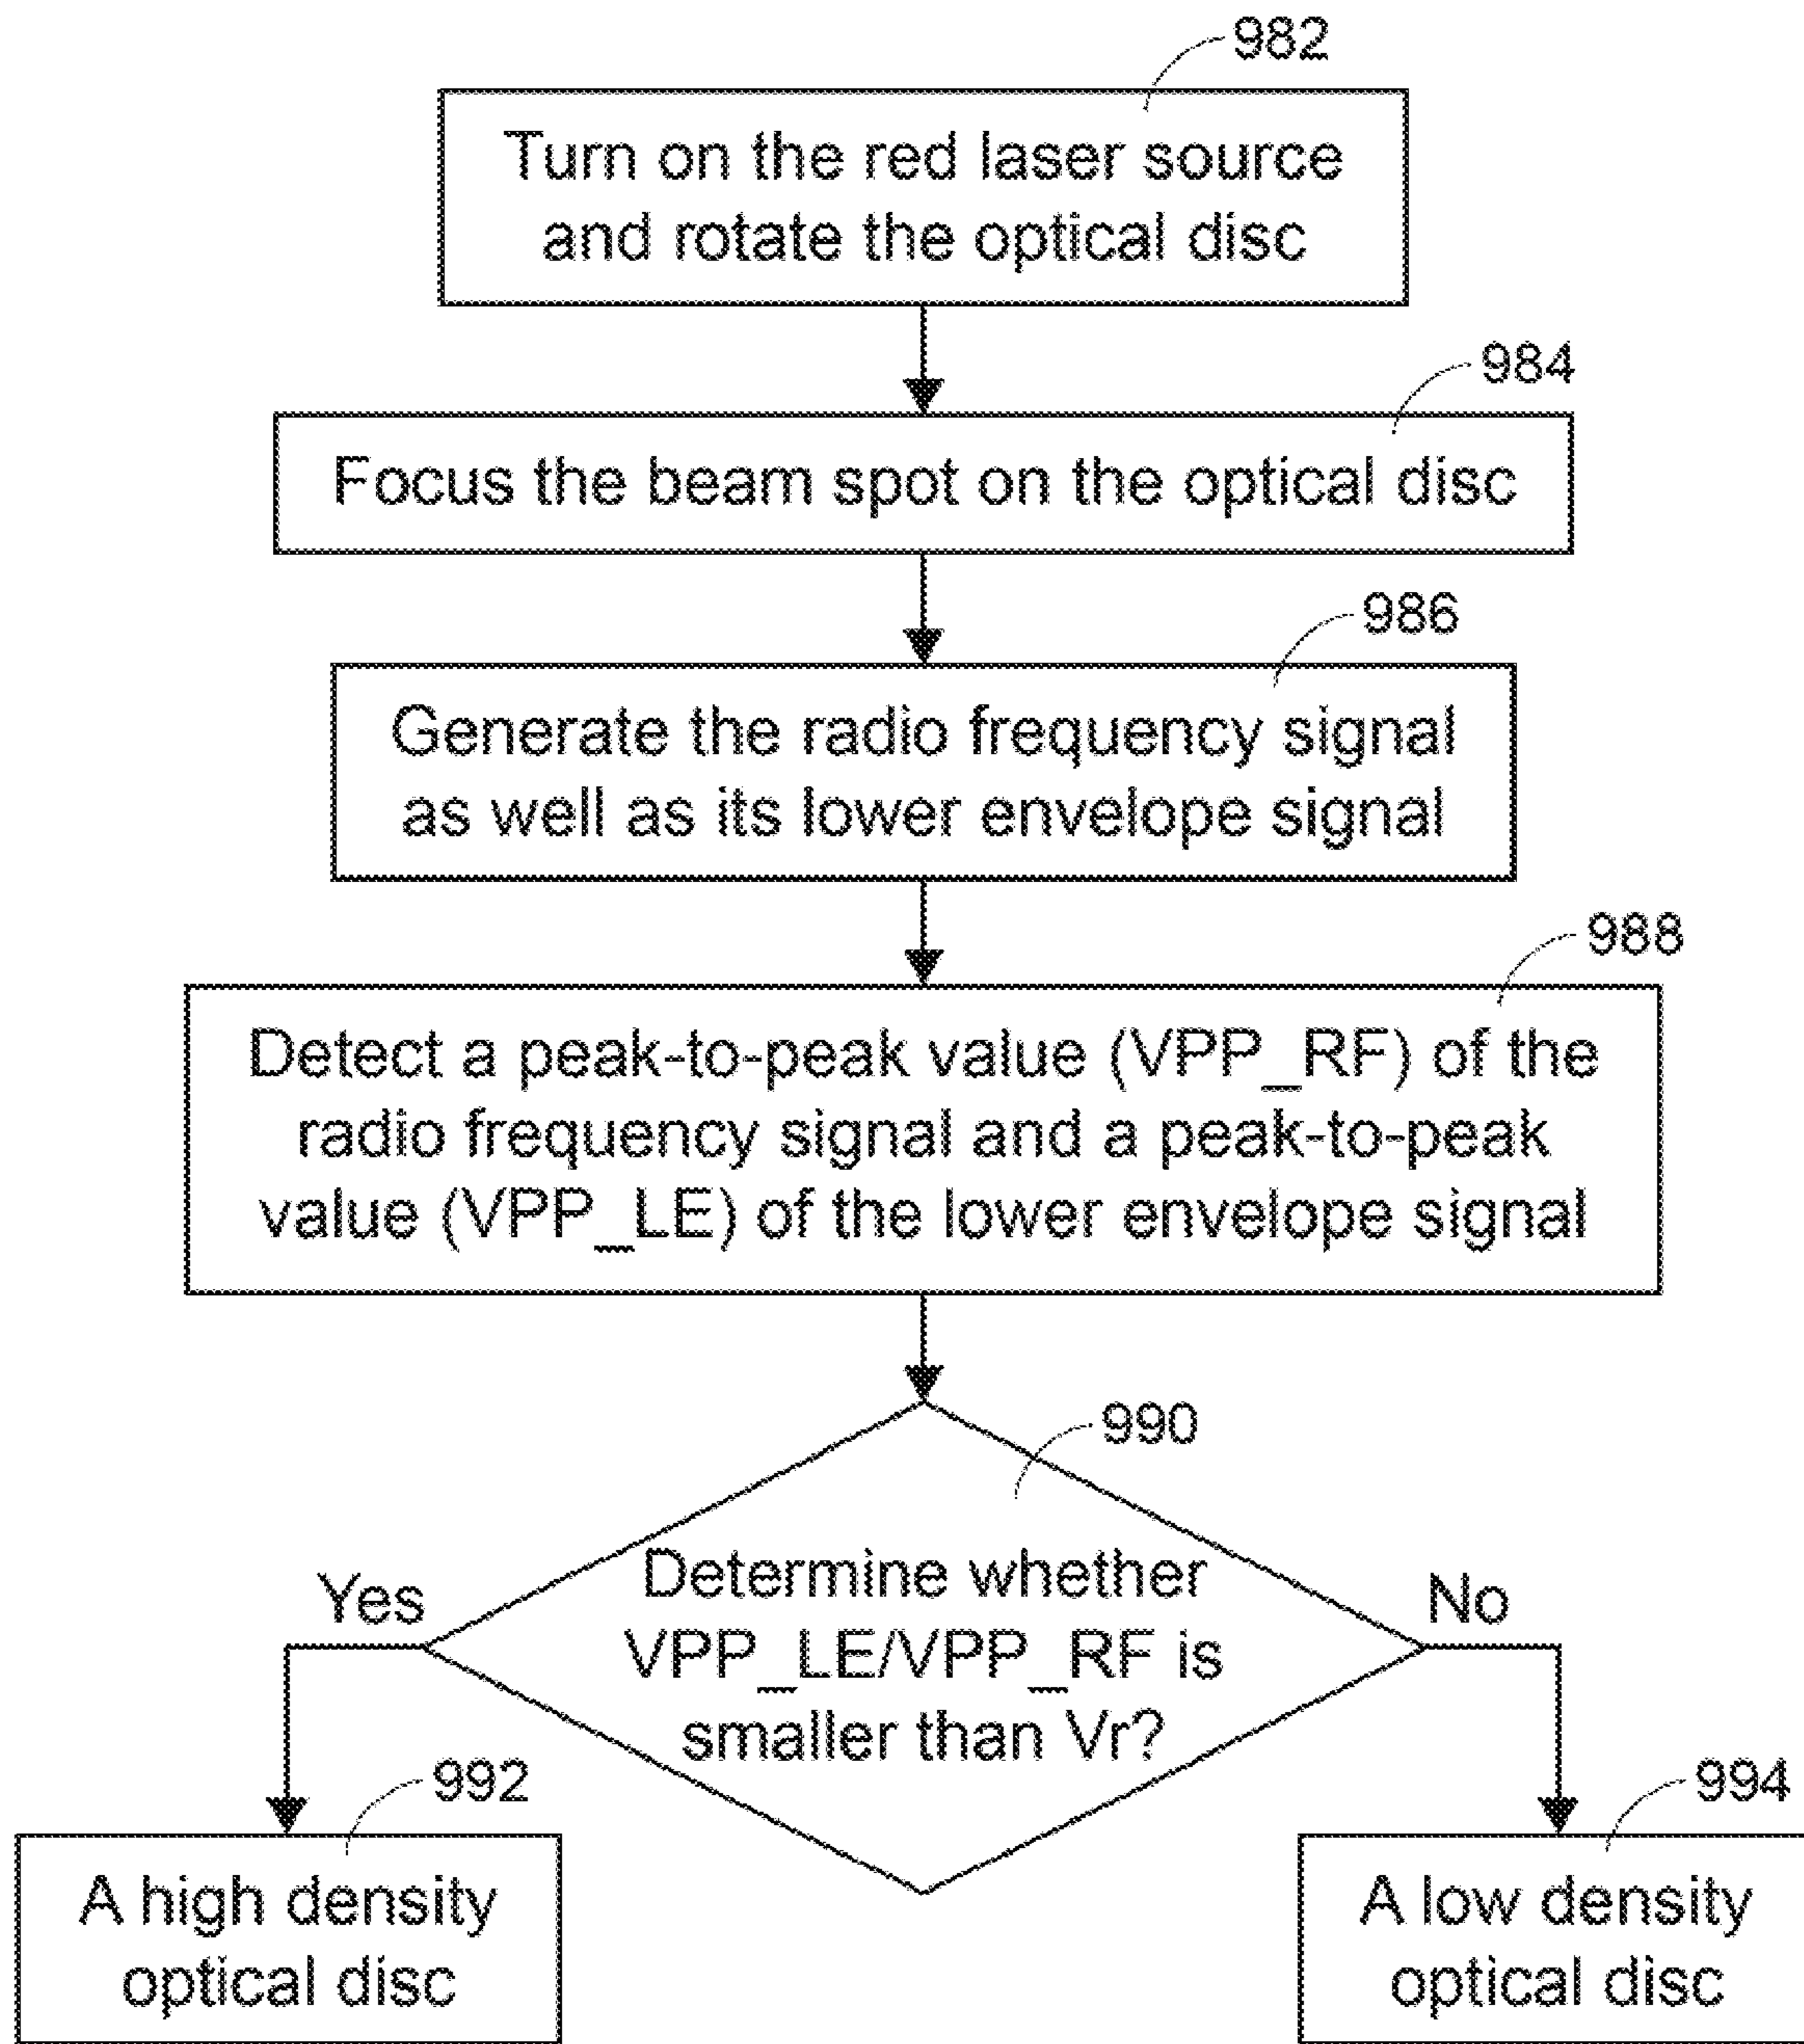 982
Turn on the red laser source
and rotate the optical disc
984
Focus the beam spot on the optical disc
986
Generate the radio frequency signal
as well as its lower envelope signal
988
Detect a peak-to-peak value (VPP_RF) of the
radio frequency signal and a peak-to-peak
value (VPP_LE) of the lower envelope signal
990
Determine whether
VPP_LE/VPP_RF is
smaller than Vr?
Yes
No
992
A high density
optical disc
994
A low density
optical disc